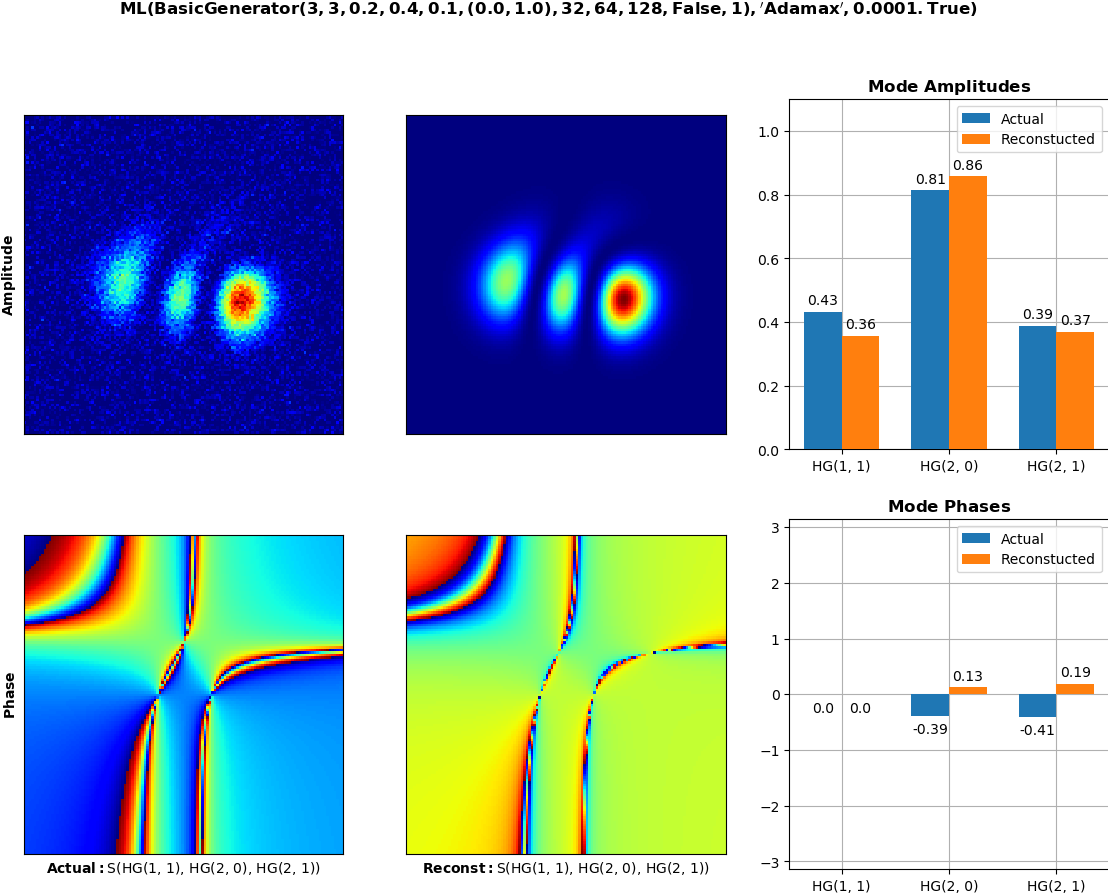 ML(BasicGenerator(3, 3, 0.2, 0.4, 0.1, (0.0, 1.0), 32, 64, 128, False, 1), ′Adamax′, 0.0001. True)
Amplitude
Mode Amplitudes
Actual
Reconstucted
1.0
0.8
0.6
0.4
0.2
0.0
0.43
0.36
0.81
0.86
0.39
0.37
HG(1, 1)
HG(2, 0)
HG(2, 1)
Phase
Actual: S(HG(1, 1), HG(2, 0), HG(2, 1))
Reconst: S(HG(1, 1), HG(2, 0), HG(2, 1))
Mode Phases
Actual
Reconstucted
3
2
1
0
−1
−2
−3
0.0
0.0
-0.39
0.13
-0.41
0.19
HG(1, 1)
HG(2, 0)
HG(2, 1)